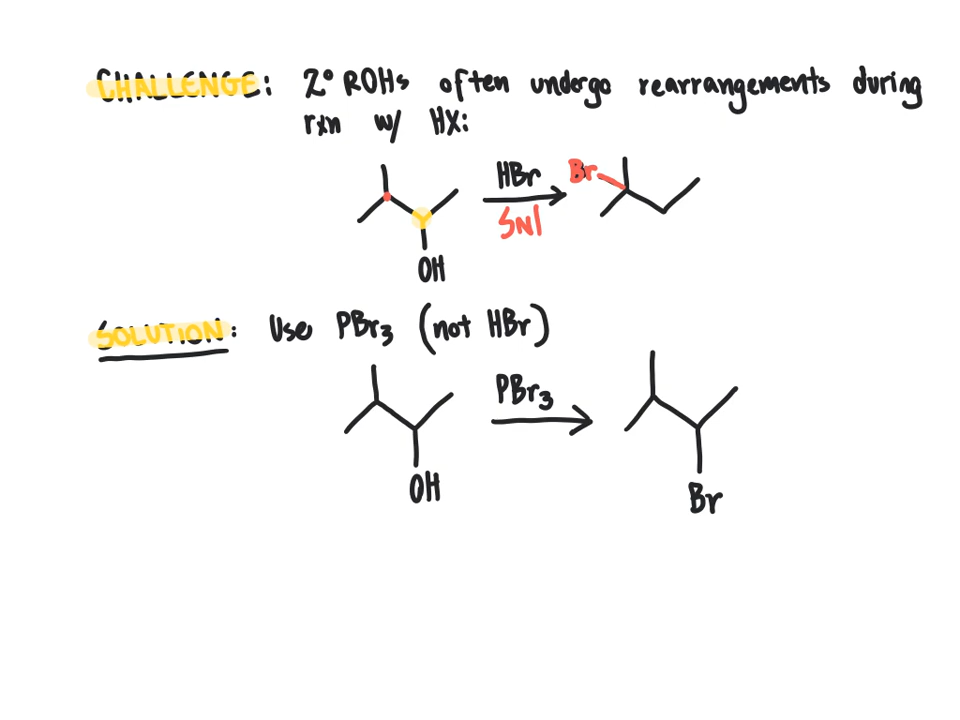 CHALLENGE: 2° ROHs often undergo rearrangements during
rxn w/ HX:
HBr
Br
SN1
OH
SOLUTION: Use PBr3 (not HBr)
PBr3
OH
Br